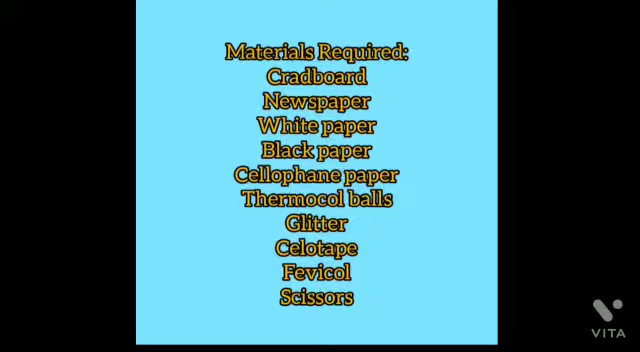 Materials Required:
Cradboard
Newspaper
White paper
Black paper
Cellophane paper
Thermocol balls
Glitter
Celotape
Fevicol
Scissors
VITA